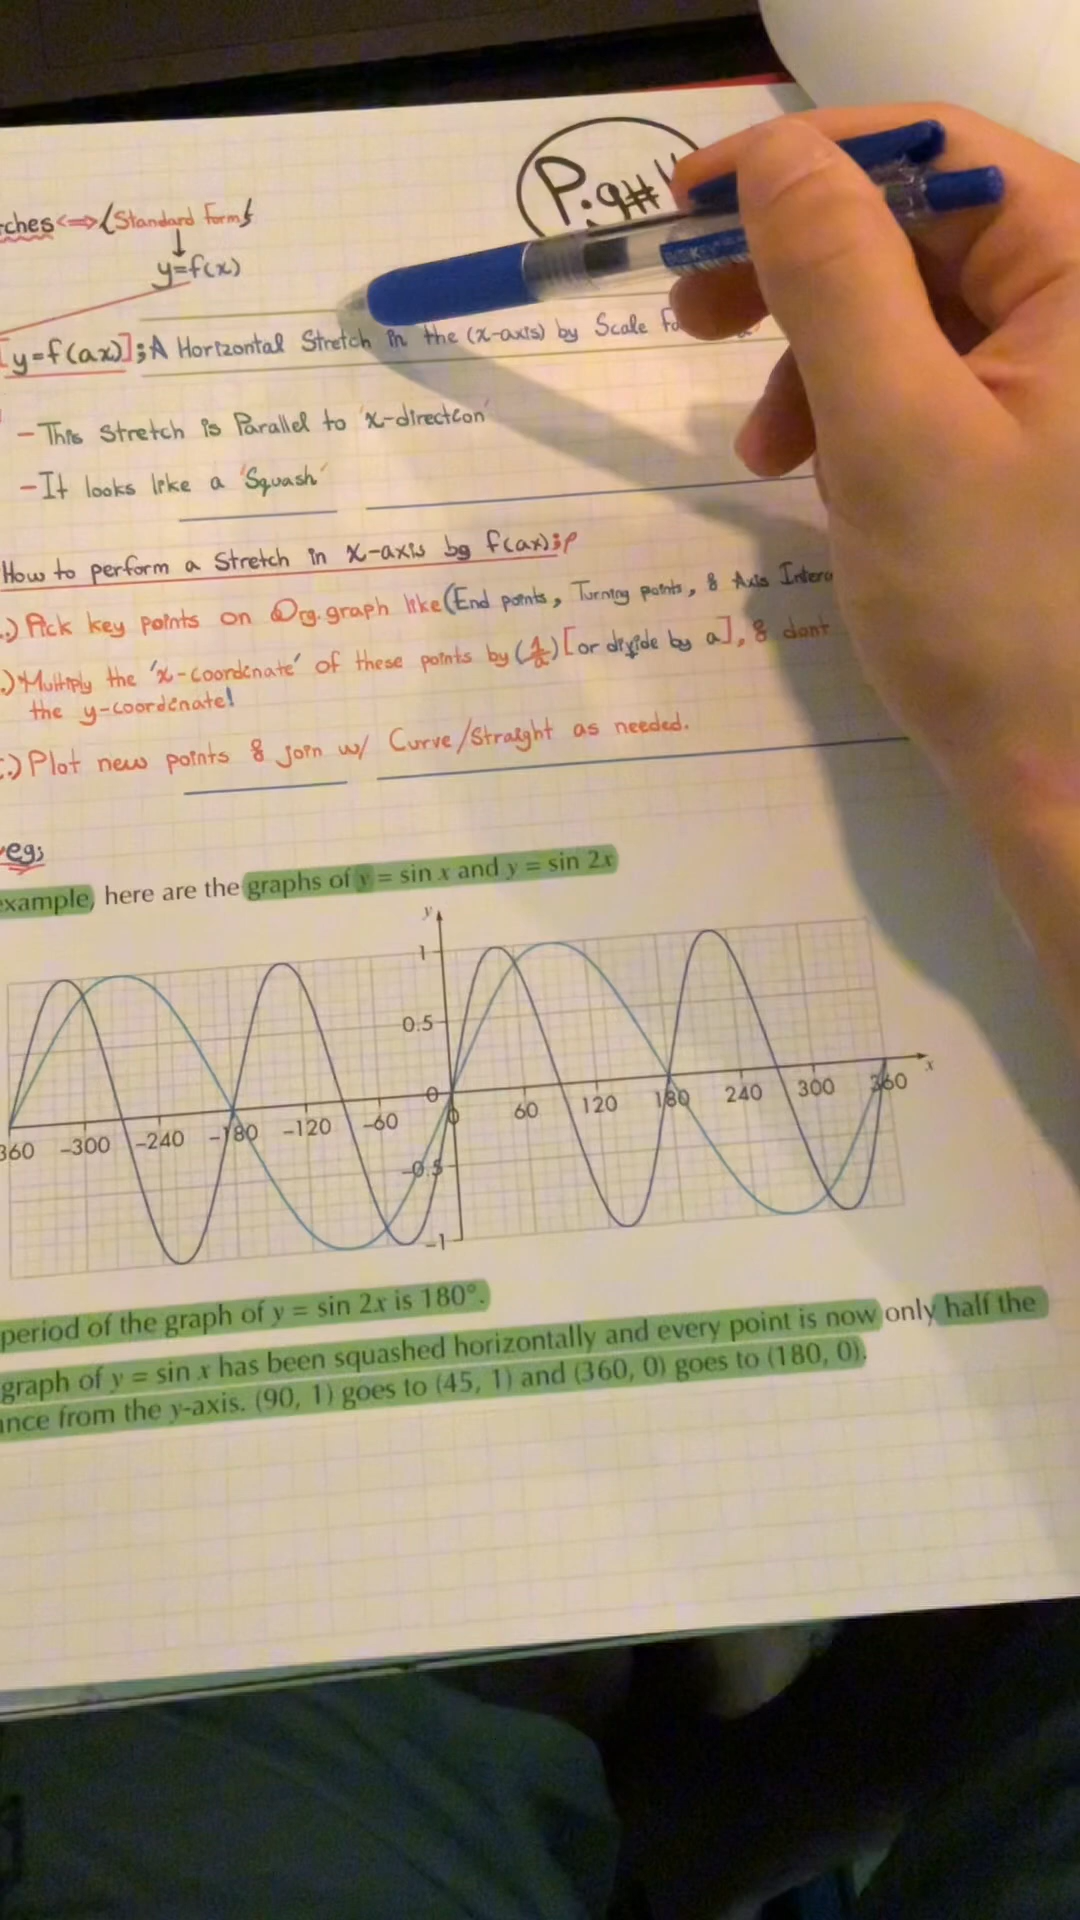 P.g#1
rches⟺{Standard Form}
↓
y=f(x)
[y=f(ax)];A Horizontal Stretch in the (x-axis) by Scale
-This Stretch is Parallel to 'x-direction'
-It looks like a 'Squash'
How to perform a Stretch in x-axis by f(ax);
.) Pick key points on Org. graph like (End points, Turning points, & Axis
.) Multiply the 'x-coordinate' of these points by (1/a) [or divide by a], & dont
the y-coordinate!
:) Plot new points & join w/ Curve/Straight as needed.
eg;
xample, here are the graphs of y = sin x and y = sin 2x
y
1
0.5
0
-0.5
-1
360 -300 -240 -180 -120 -60 0 60 120 180 240 300 360 x
period of the graph of y = sin 2x is 180°.
graph of y = sin x has been squashed horizontally and every point is now only half the
nce from the y-axis. (90, 1) goes to (45, 1) and (360, 0) goes to (180, 0).